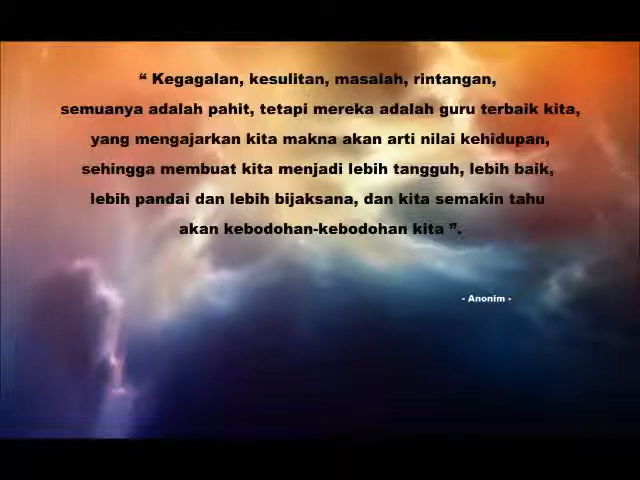 “ Kegagalan, kesulitan, masalah, rintangan,
semuanya adalah pahit, tetapi mereka adalah guru terbaik kita,
yang mengajarkan kita makna akan arti nilai kehidupan,
sehingga membuat kita menjadi lebih tangguh, lebih baik,
lebih pandai dan lebih bijaksana, dan kita semakin tahu
akan kebodohan-kebodohan kita ”.
- Anonim -